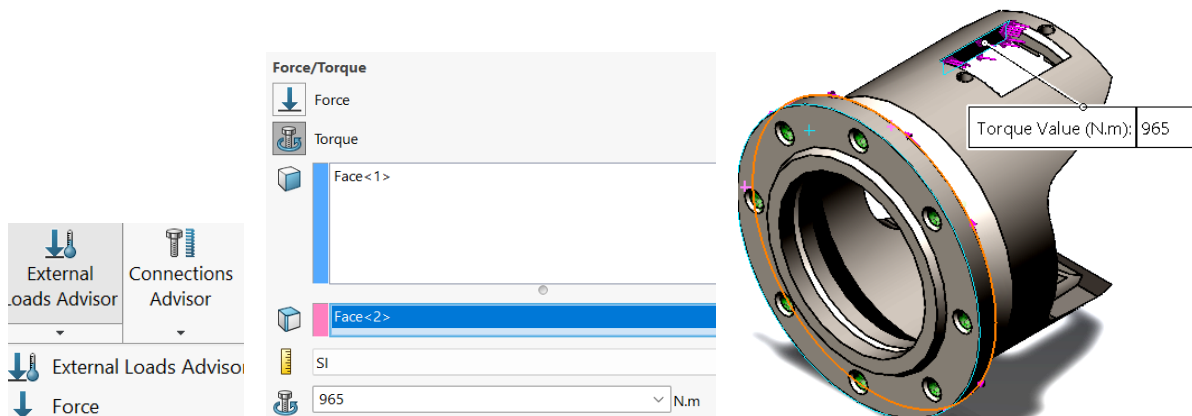 External
Loads Advisor
Connections
Advisor
External Loads Adviso
Force
Force/Torque
Force
Torque
Face<1>
Face<2>
SI
965
N.m
Torque Value (N.m): 965